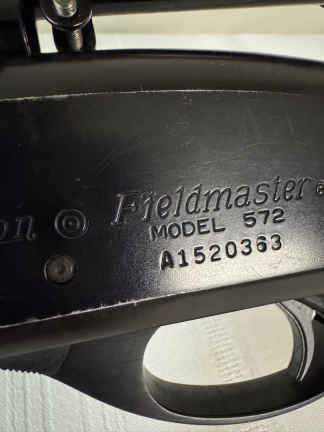 on ® Fieldmaster ®
MODEL 572
A1520363